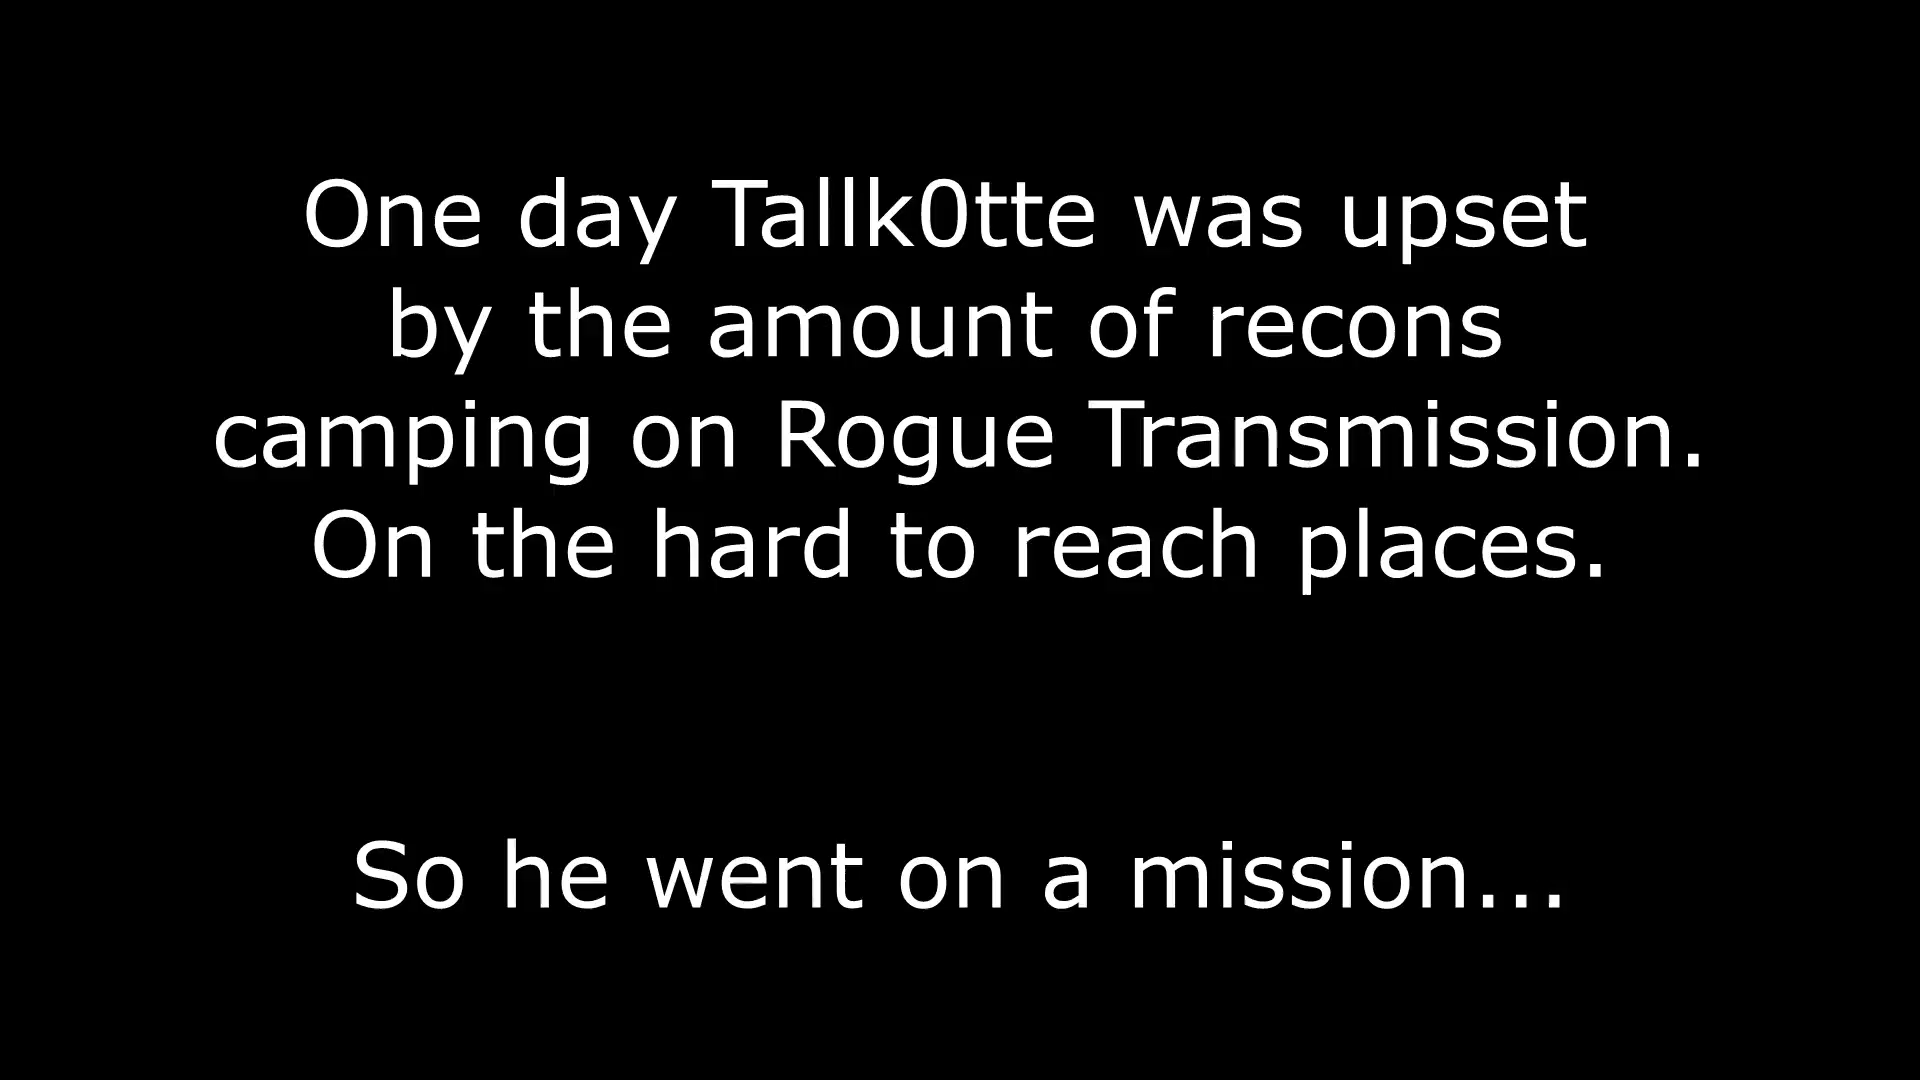 One day Tallk0tte was upset
by the amount of recons
camping on Rogue Transmission.
On the hard to reach places.
So he went on a mission...